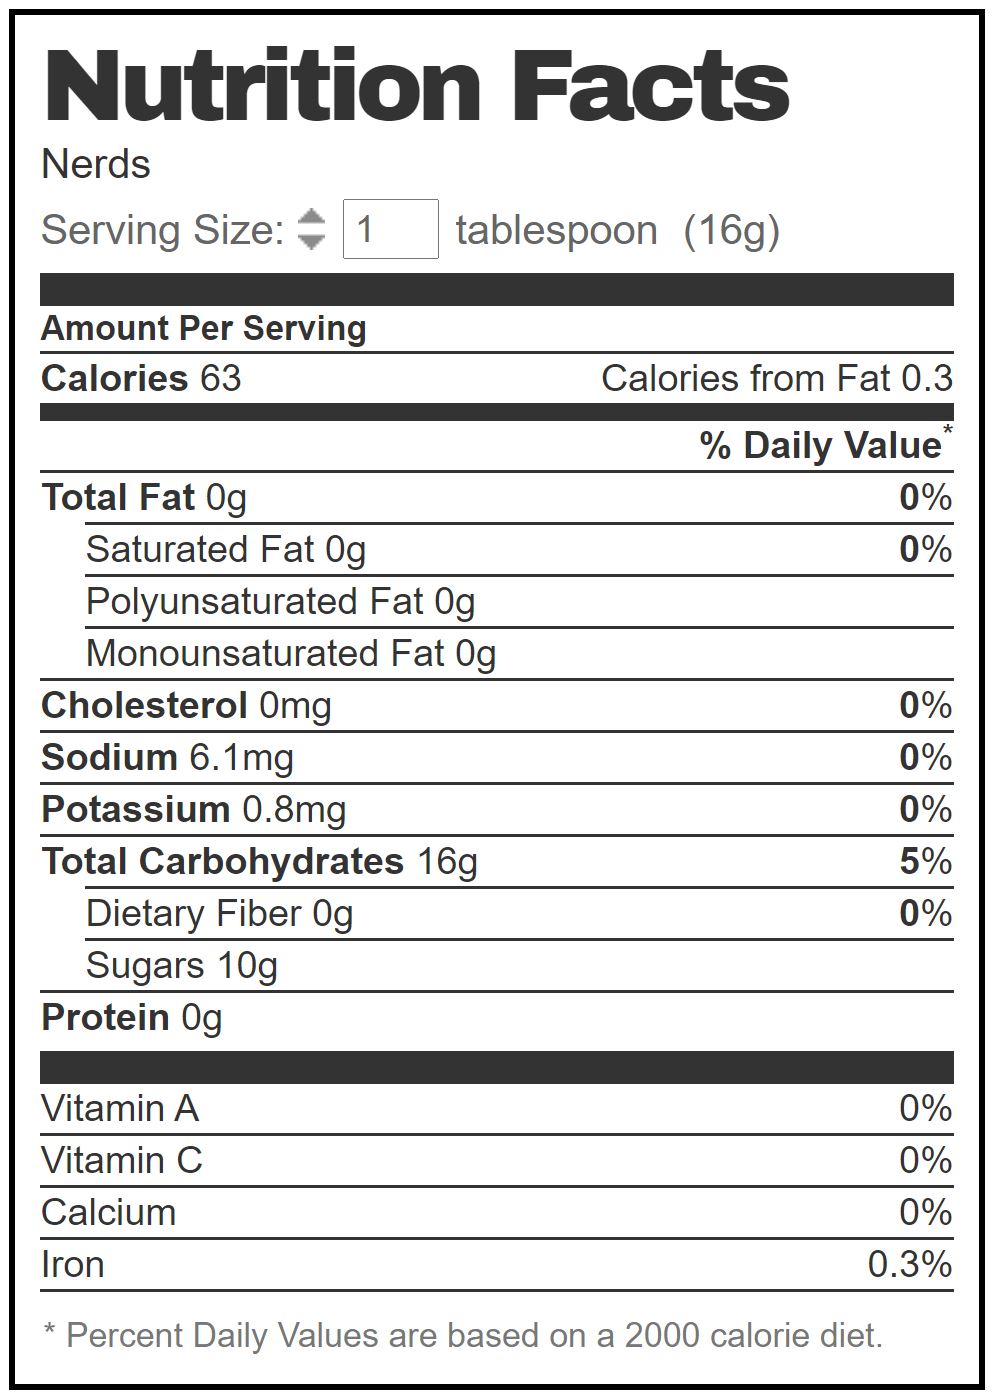 Nutrition Facts
Nerds
Serving Size: 1 tablespoon (16g)
Amount Per Serving
Calories 63 Calories from Fat 0.3
% Daily Value*
Total Fat 0g 0%
Saturated Fat 0g 0%
Polyunsaturated Fat 0g
Monounsaturated Fat 0g
Cholesterol 0mg 0%
Sodium 6.1mg 0%
Potassium 0.8mg 0%
Total Carbohydrates 16g 5%
Dietary Fiber 0g 0%
Sugars 10g
Protein 0g
Vitamin A 0%
Vitamin C 0%
Calcium 0%
Iron 0.3%
* Percent Daily Values are based on a 2000 calorie diet.